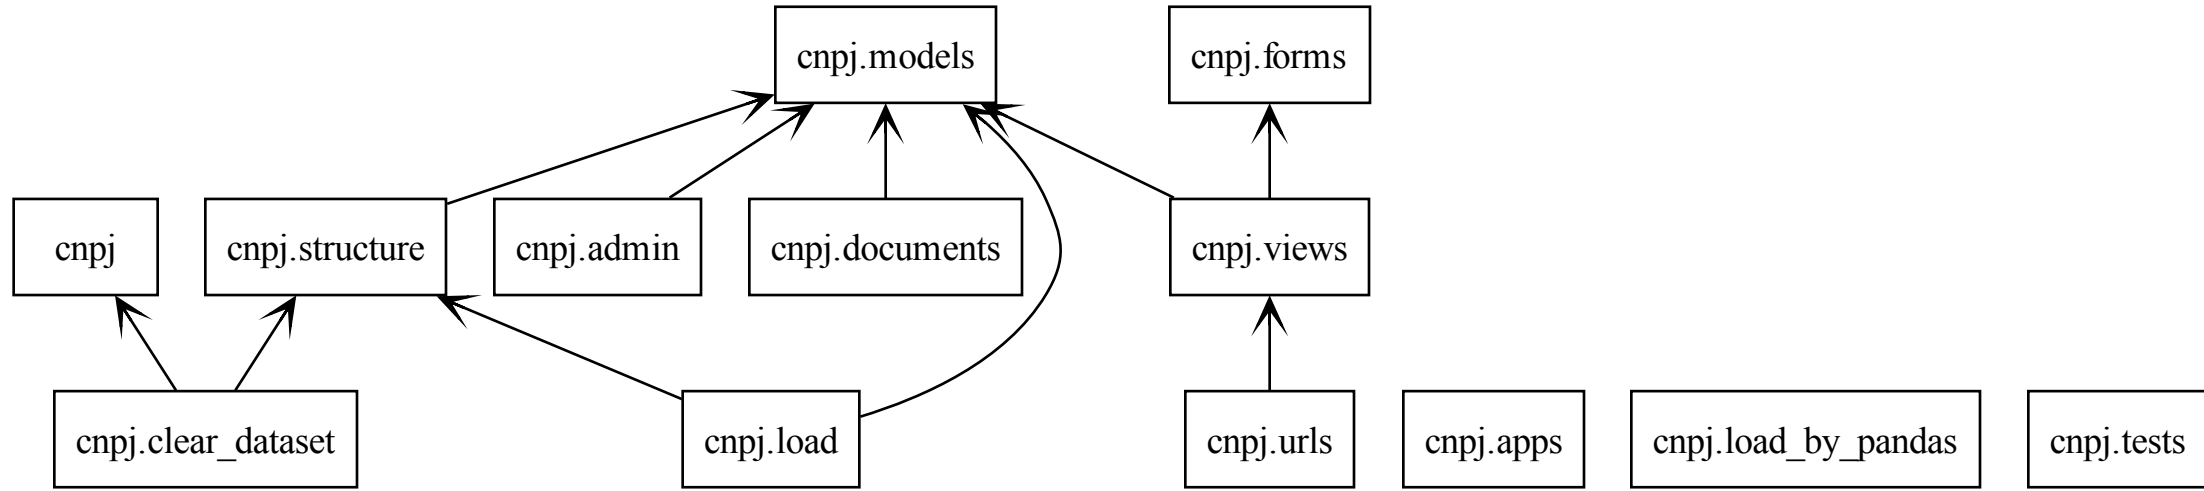 cnpj.models
cnpj.forms
cnpj
cnpj.structure
cnpj.admin
cnpj.documents
cnpj.views
cnpj.clear_dataset
cnpj.load
cnpj.urls
cnpj.apps
cnpj.load_by_pandas
cnpj.tests